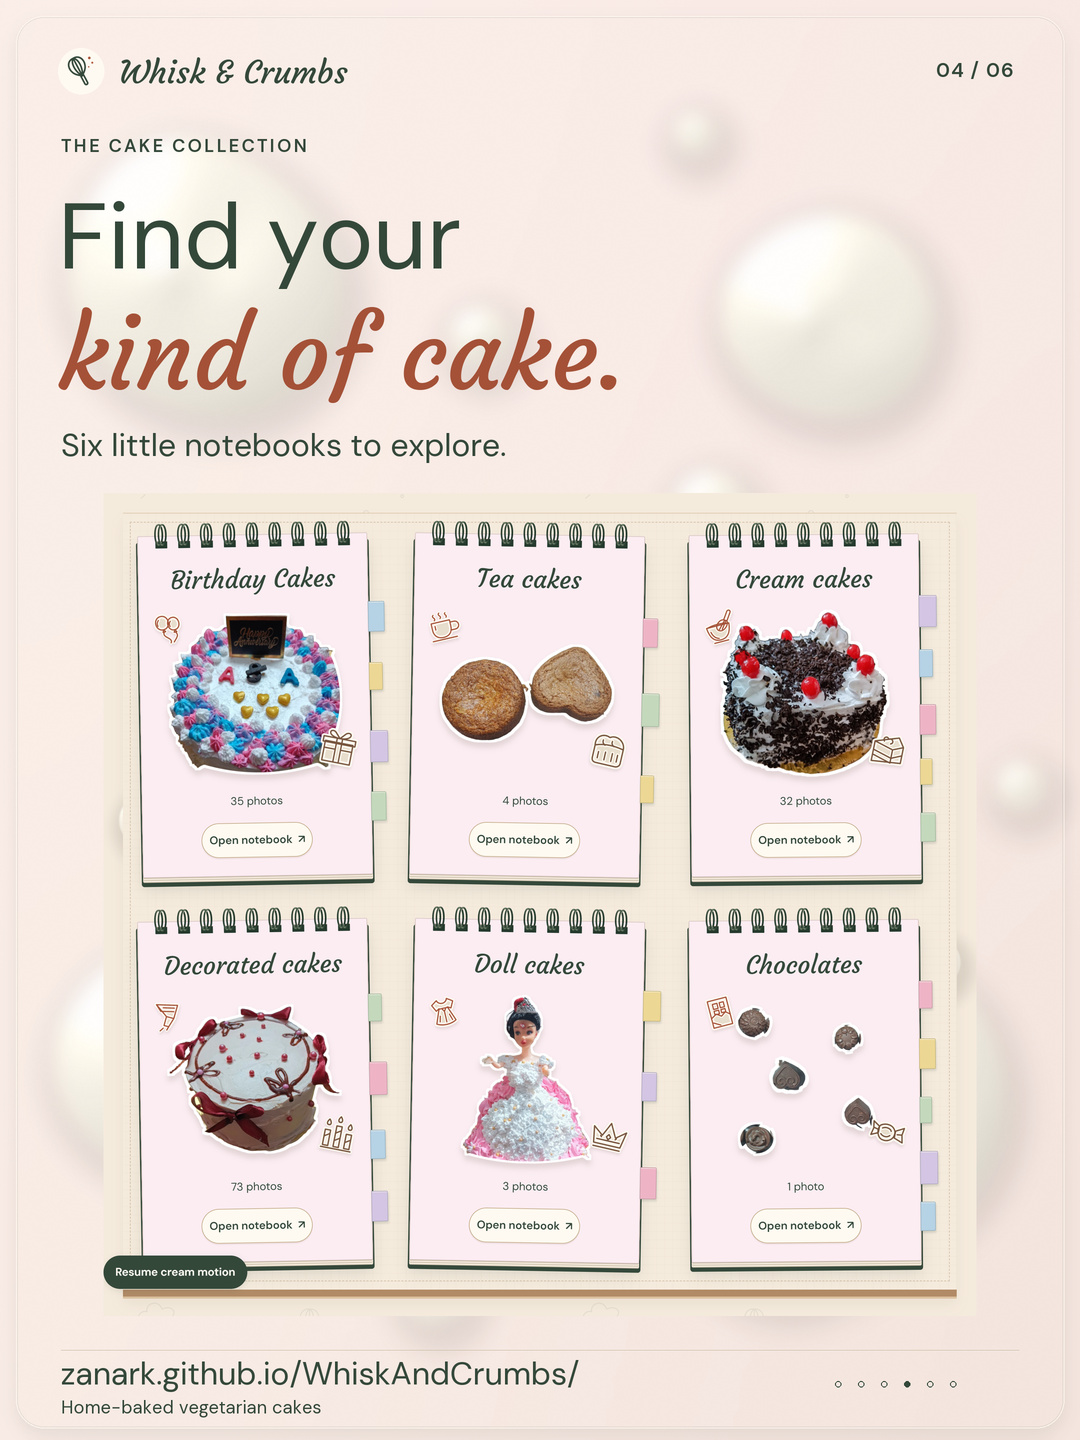 Whisk & Crumbs
04 / 06
THE CAKE COLLECTION
Find your
kind of cake.
Six little notebooks to explore.
Birthday Cakes
Happy
Anniversary
A & A
35 photos
Open notebook ↗
Tea cakes
4 photos
Open notebook ↗
Cream cakes
32 photos
Open notebook ↗
Decorated cakes
73 photos
Open notebook ↗
Doll cakes
3 photos
Open notebook ↗
Chocolates
1 photo
Open notebook ↗
Resume cream motion
zanark.github.io/WhiskAndCrumbs/
Home-baked vegetarian cakes